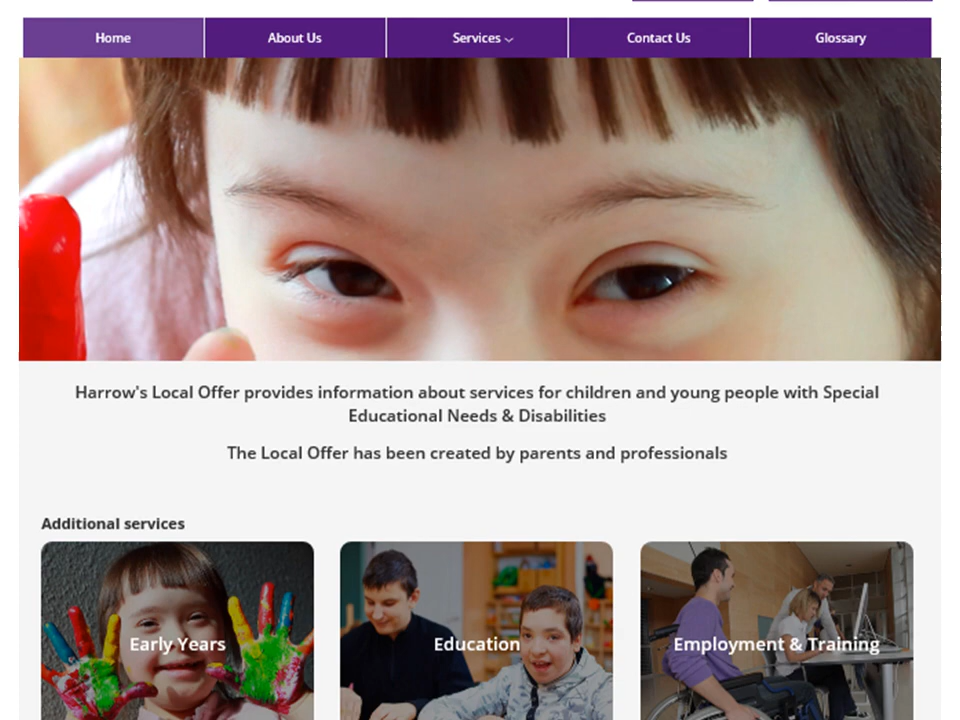 Home
About Us
Services
Contact Us
Glossary
Harrow's Local Offer provides information about services for children and young people with Special
Educational Needs & Disabilities
The Local Offer has been created by parents and professionals
Additional services
Early Years
Education
Employment & Training